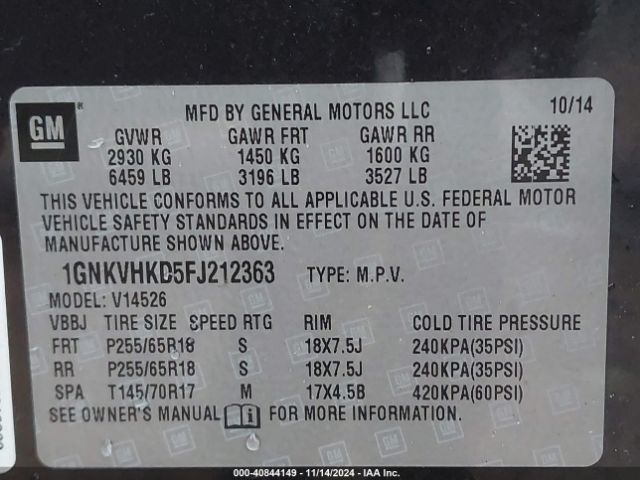 GM ®
MFD BY GENERAL MOTORS LLC 10/14
GVWR GAWR FRT GAWR RR
2930 KG 1450 KG 1600 KG
6459 LB 3196 LB 3527 LB
THIS VEHICLE CONFORMS TO ALL APPLICABLE U.S. FEDERAL MOTOR
VEHICLE SAFETY STANDARDS IN EFFECT ON THE DATE OF
MANUFACTURE SHOWN ABOVE.
1GNKVHKD5FJ212363 TYPE: M.P.V.
MODEL: V14526
VBBJ TIRE SIZE SPEED RTG RIM COLD TIRE PRESSURE
FRT P255/65R18 S 18X7.5J 240KPA(35PSI)
RR P255/65R18 S 18X7.5J 240KPA(35PSI)
SPA T145/70R17 M 17X4.5B 420KPA(60PSI)
SEE OWNER'S MANUAL i FOR MORE INFORMATION.
000-40844149 - 11/14/2024 - IAA Inc.